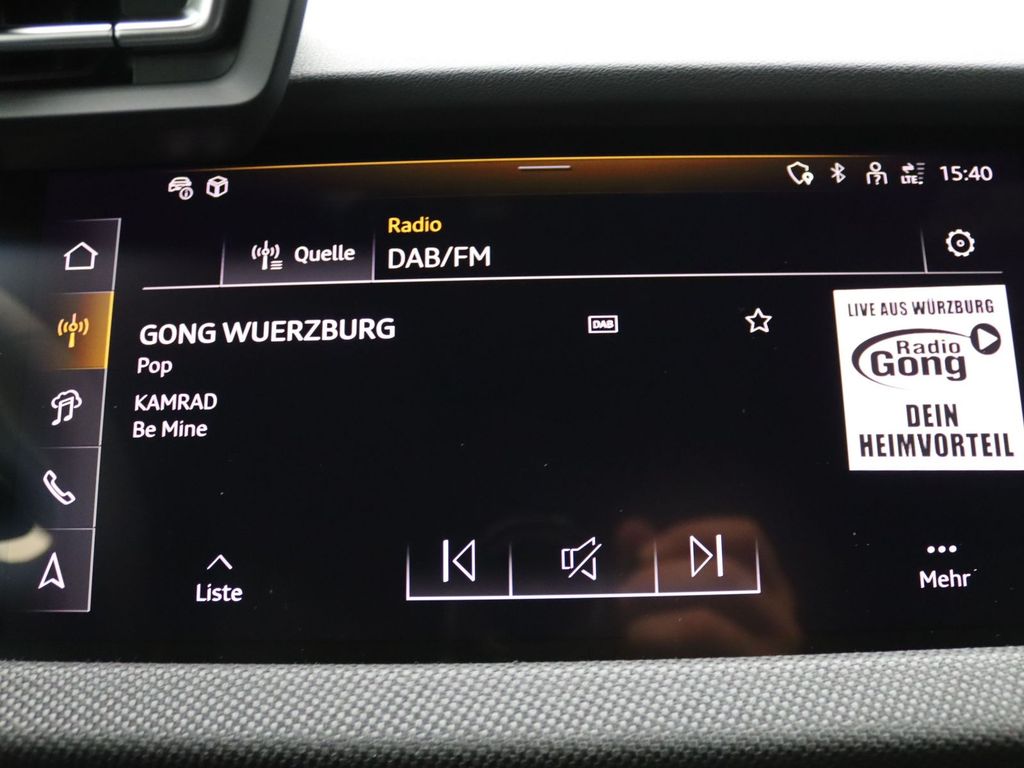 LTE
15:40
Radio
Quelle
DAB/FM
GONG WUERZBURG
DAB
Pop
KAMRAD
Be Mine
LIVE AUS WÜRZBURG
Radio
Gong
DEIN
HEIMVORTEIL
Liste
Mehr